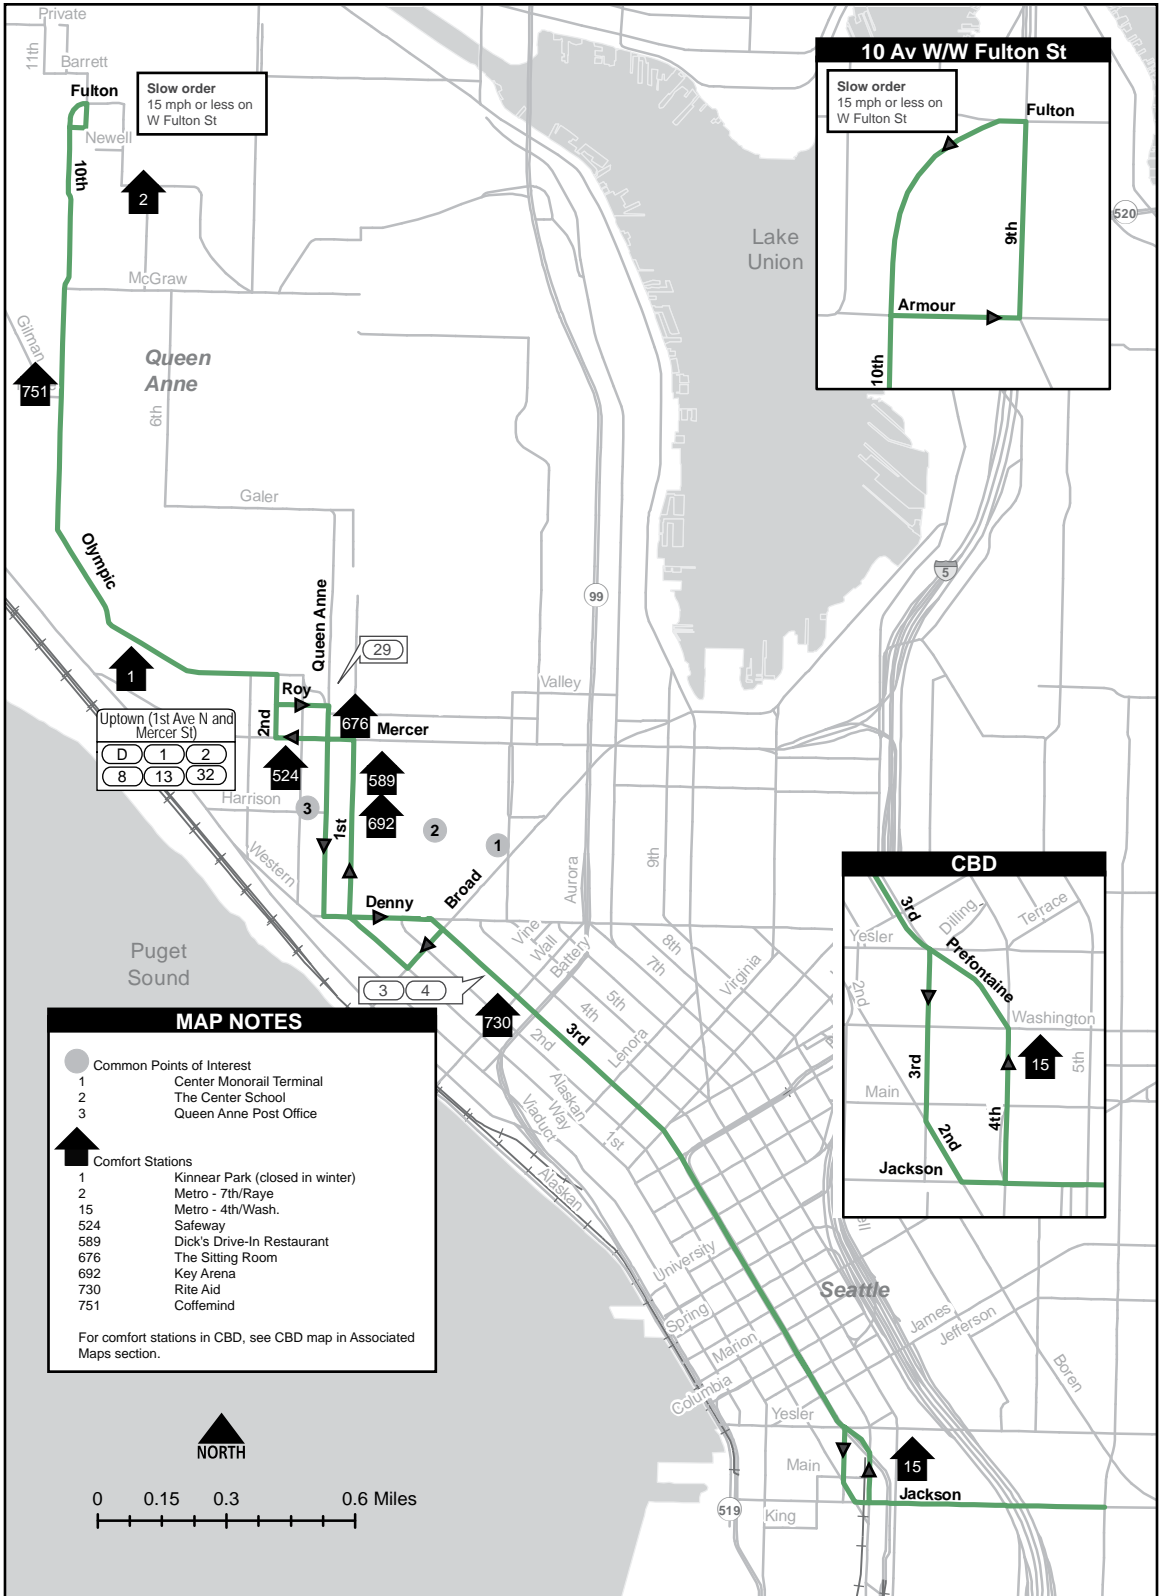 Private
11th
Barrett
Fulton
Slow order
15 mph or less on
W Fulton St
Newell
10th
2
McGraw
Gilman
Queen
Anne
751
6th
Galer
Olympic
Queen Anne
1
29
Roy
2nd
676
Mercer
Valley
Uptown (1st Ave N and
Mercer St)
D 1 2
8 13 32
524
589
Harrison
3
1st
692
2
1
Western
Denny
Broad
Aurora
9th
99
5
520
Lake
Union
10 Av W/W Fulton St
Slow order
15 mph or less on
W Fulton St
Fulton
9th
Armour
10th
Puget
Sound
3 4
730
Vine
Wall
Battery
8th
7th
Virginia
5th
4th
2nd
3rd
Lenora
Alaskan
Way
Viaduct
1st
Alaskan
CBD
3rd
Dilling
Terrace
Yesler
Prefontaine
2nd
Washington
15
3rd
5th
Main
4th
2nd
Jackson
MAP NOTES
Common Points of Interest
1 Center Monorail Terminal
2 The Center School
3 Queen Anne Post Office
Comfort Stations
1 Kinnear Park (closed in winter)
2 Metro - 7th/Raye
15 Metro - 4th/Wash.
524 Safeway
589 Dick's Drive-In Restaurant
676 The Sitting Room
692 Key Arena
730 Rite Aid
751 Coffemind
For comfort stations in CBD, see CBD map in Associated
Maps section.
University
Seattle
Spring
James
Jefferson
Marion
Columbia
Boren
Yesler
Main
15
Jackson
519
King
NORTH
0 0.15 0.3 0.6 Miles